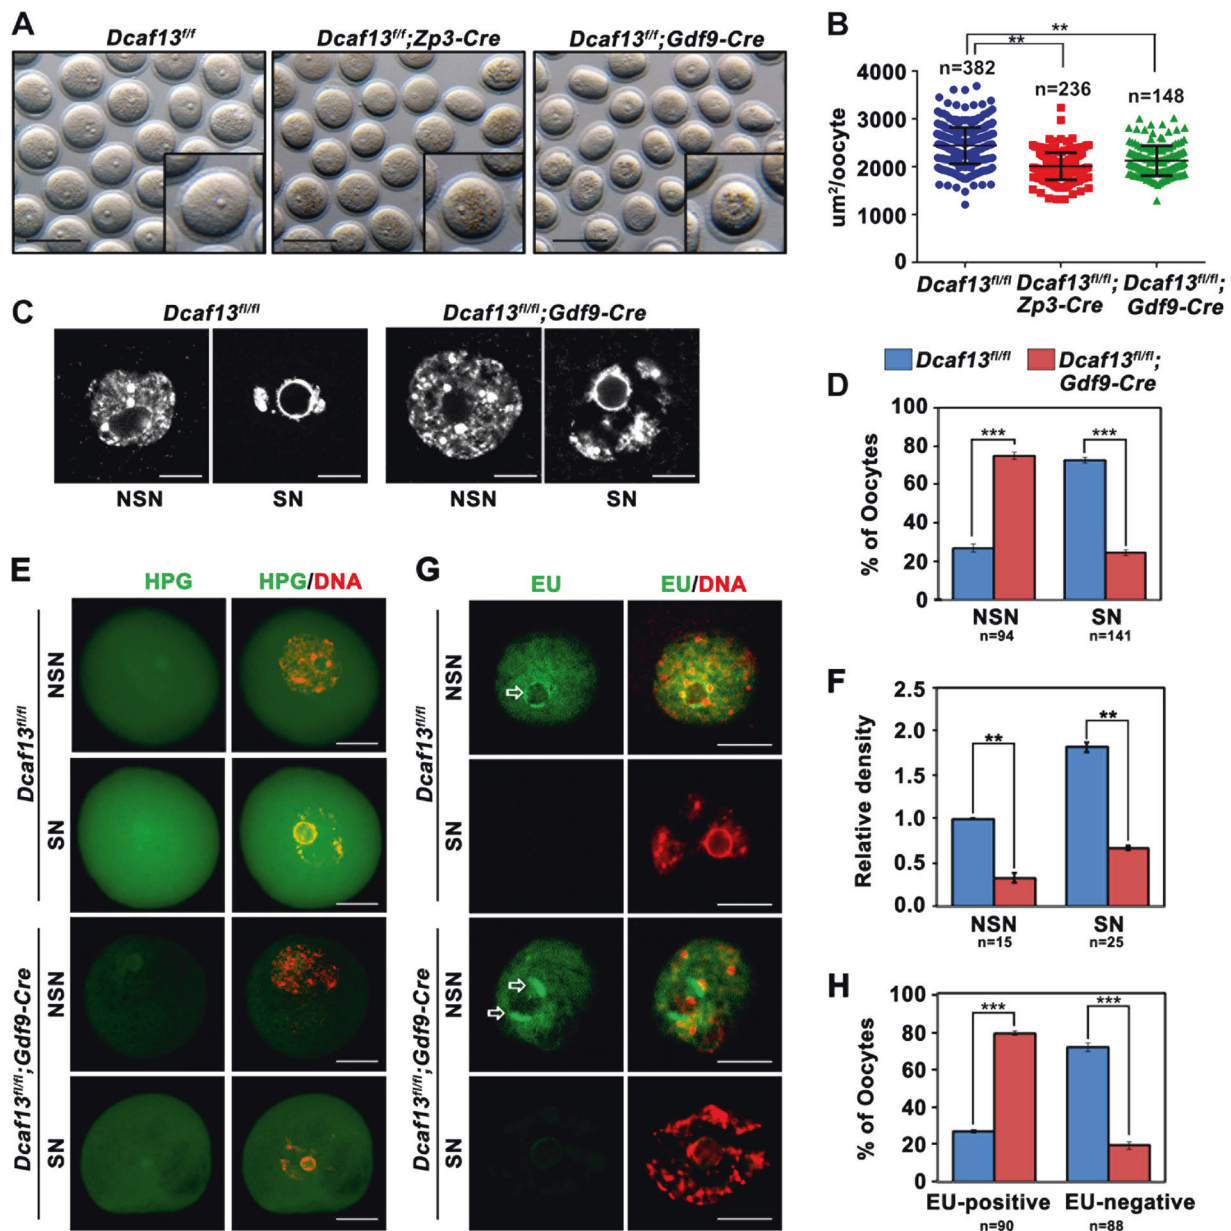 A
Dcaf13f/f
Dcaf13f/f;Zp3-Cre
Dcaf13f/f;Gdf9-Cre
B
**
**
n=382
n=236
n=148
um2/oocyte
4000
3000
2000
1000
0
Dcaf13fl/fl
Dcaf13fl/fl;
Zp3-Cre
Dcaf13fl/fl;
Gdf9-Cre
C
Dcaf13fl/fl
Dcaf13fl/fl;Gdf9-Cre
NSN
SN
NSN
SN
Dcaf13fl/fl
Dcaf13fl/fl;
Gdf9-Cre
D
% of Oocytes
100
80
60
40
20
0
***
***
NSN
SN
n=94
n=141
E
HPG
HPG/DNA
Dcaf13fl/fl
NSN
SN
Dcaf13fl/fl;Gdf9-Cre
NSN
SN
G
EU
EU/DNA
Dcaf13fl/fl
NSN
SN
Dcaf13fl/fl;Gdf9-Cre
NSN
SN
F
Relative density
2.5
2.0
1.5
1.0
0.5
0.0
**
**
NSN
SN
n=15
n=25
H
% of Oocytes
100
80
60
40
20
0
***
***
EU-positive
EU-negative
n=90
n=88